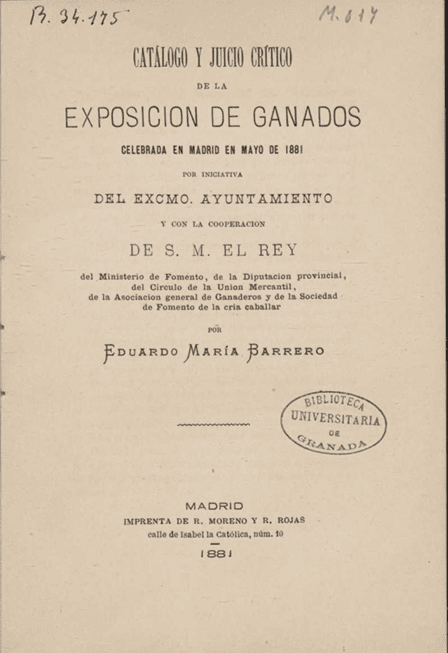 B. 34.175
M. 017
CATÁLOGO Y JUICIO CRÍTICO
DE LA
EXPOSICION DE GANADOS
CELEBRADA EN MADRID EN MAYO DE 1881
POR INICIATIVA
DEL EXCMO. AYUNTAMIENTO
Y CON LA COOPERACION
DE S. M. EL REY
del Ministerio de Fomento, de la Diputacion provincial,
del Círculo de la Union Mercantil,
de la Asociacion general de Ganaderos y de la Sociedad
de Fomento de la cria caballar
POR
EDUARDO MARÍA BARRERO
BIBLIOTECA
UNIVERSITARIA
DE
GRANADA
MADRID
IMPRENTA DE R. MORENO Y R. ROJAS
calle de Isabel la Católica, núm. 10
1881